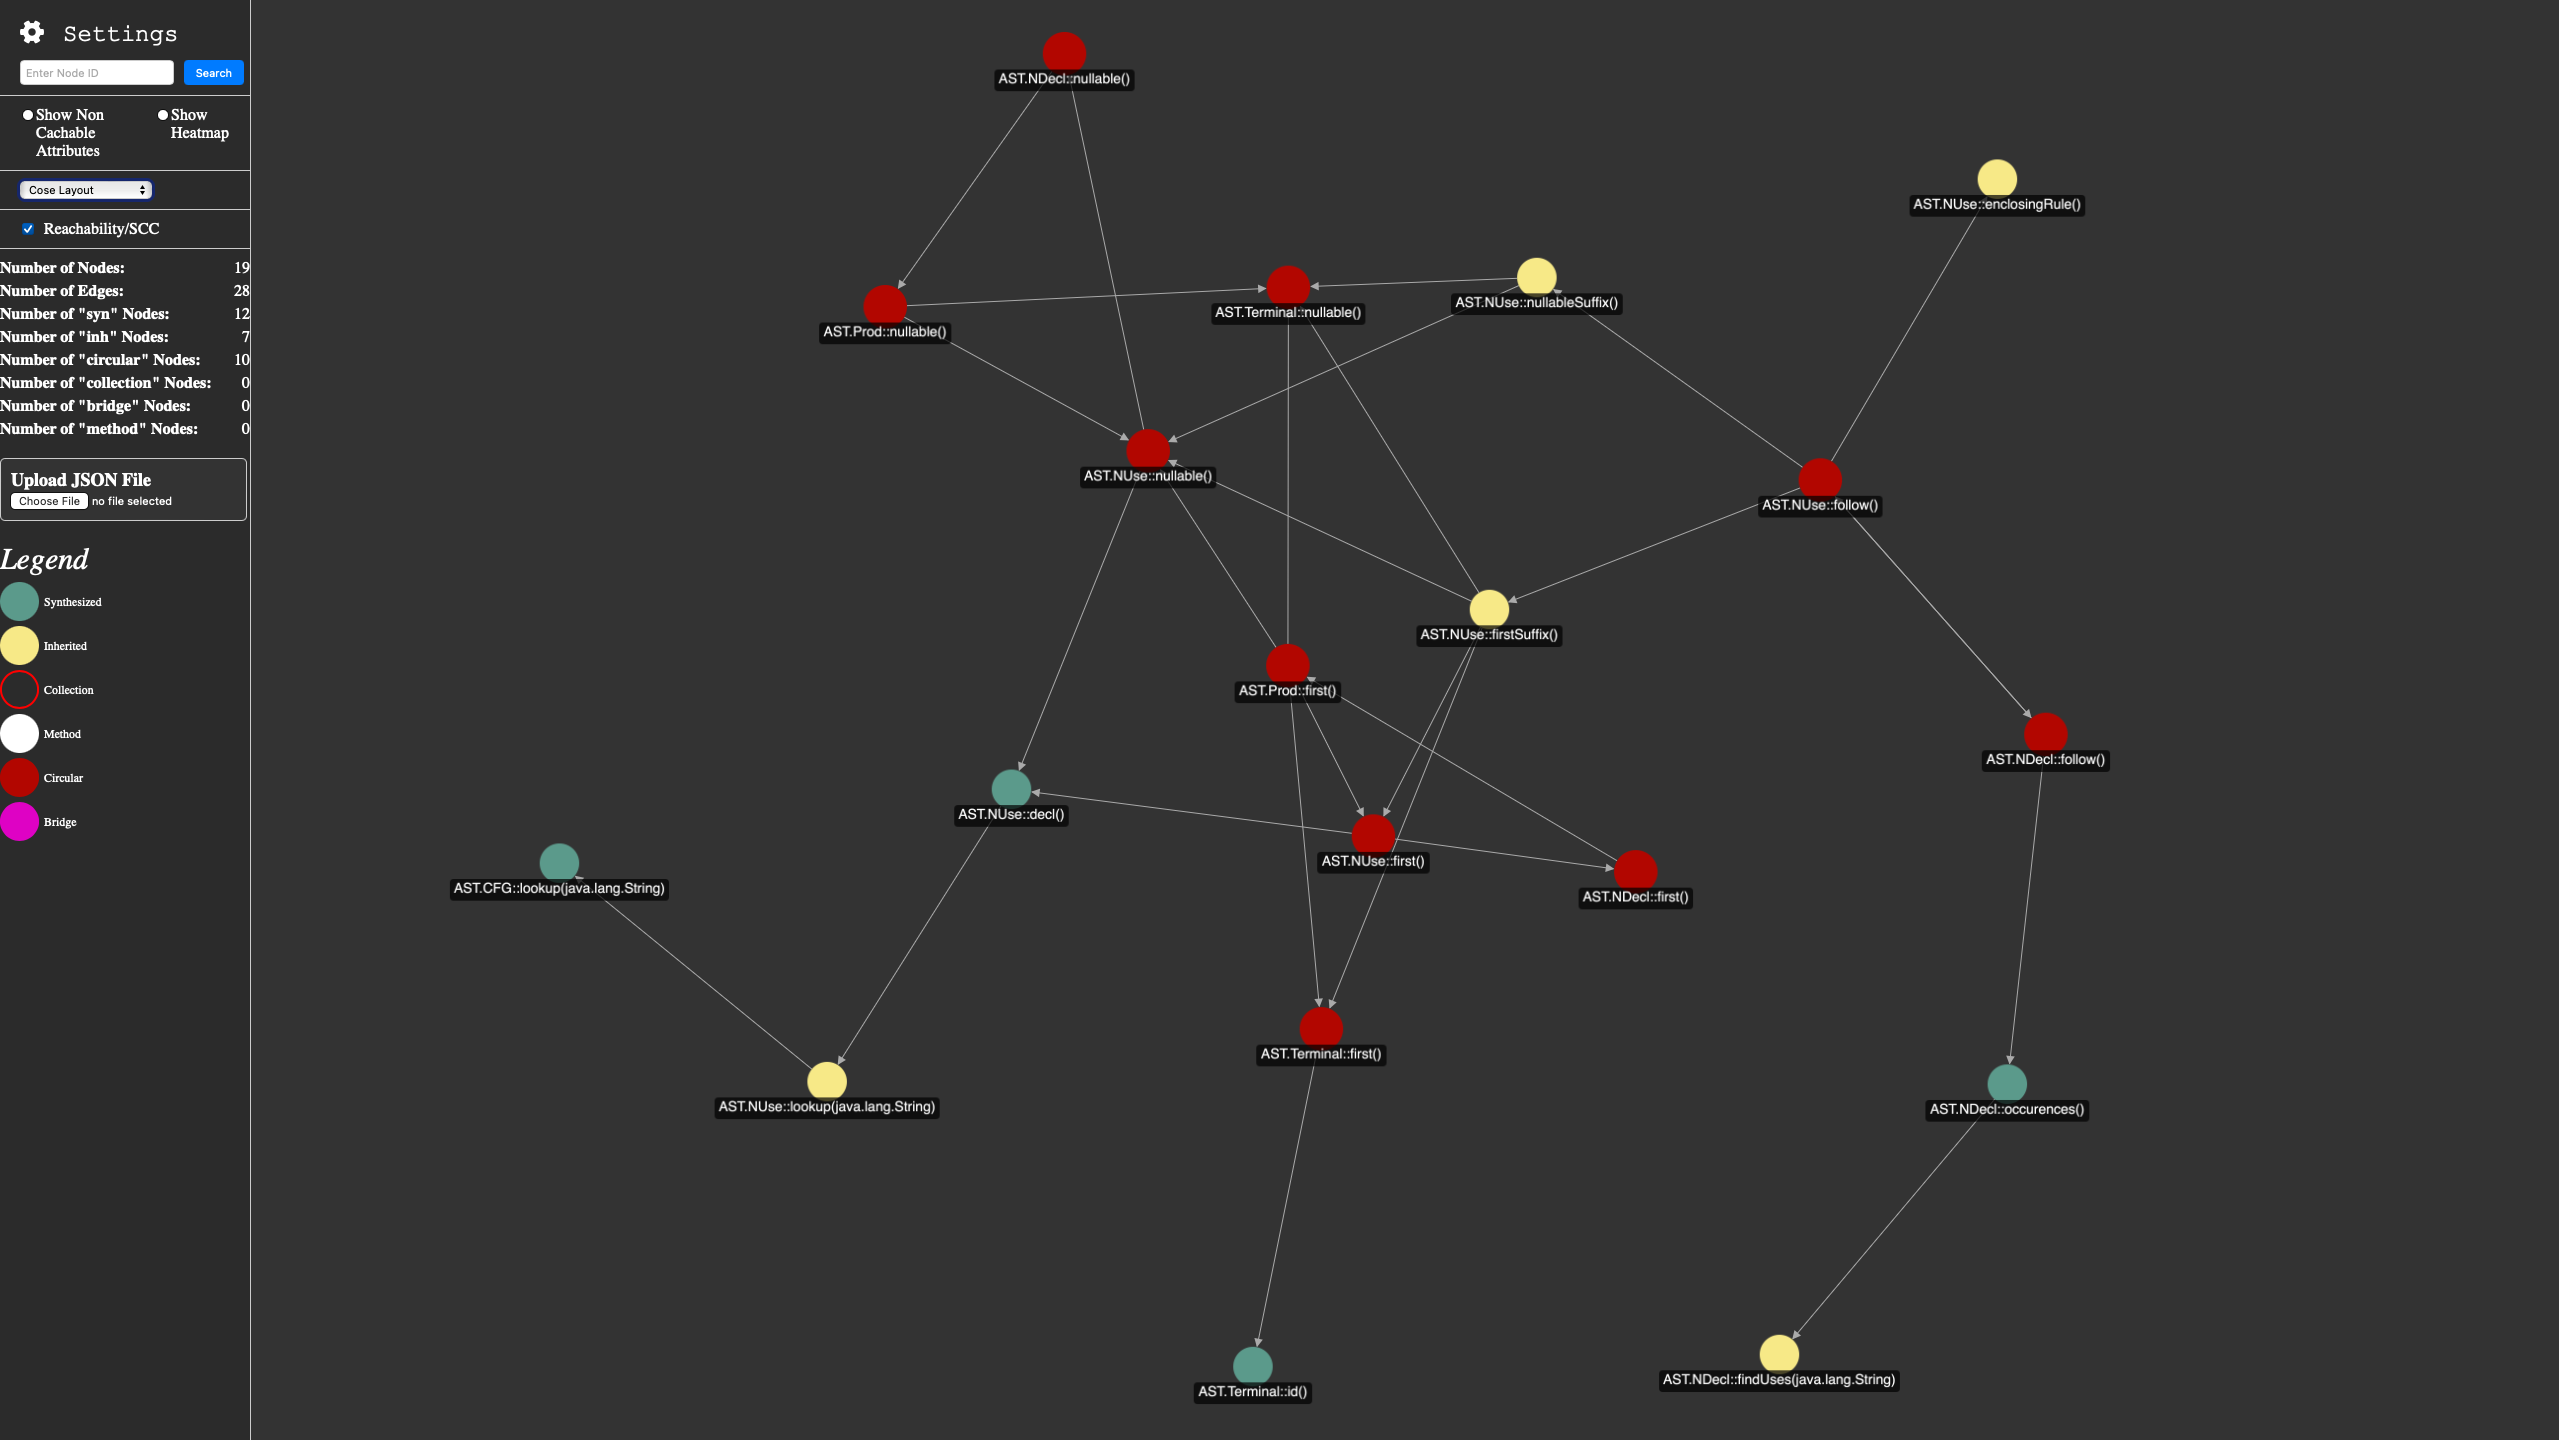 Settings
Enter Node ID
Search
Show Non
Cachable
Attributes
Show
Heatmap
Cose Layout
Reachability/SCC
Number of Nodes: 19
Number of Edges: 28
Number of "syn" Nodes: 12
Number of "inh" Nodes: 7
Number of "circular" Nodes: 10
Number of "collection" Nodes: 0
Number of "bridge" Nodes: 0
Number of "method" Nodes: 0
Upload JSON File
Choose File no file selected
Legend
Synthesized
Inherited
Collection
Method
Circular
Bridge
AST.NDecl::nullable()
AST.NUse::enclosingRule()
AST.NUse::nullableSuffix()
AST.Terminal::nullable()
AST.Prod::nullable()
AST.NUse::nullable()
AST.NUse::follow()
AST.NUse::firstSuffix()
AST.Prod::first()
AST.NDecl::follow()
AST.NUse::decl()
AST.NUse::first()
AST.CFG::lookup(java.lang.String)
AST.NDecl::first()
AST.Terminal::first()
AST.NUse::lookup(java.lang.String)
AST.NDecl::occurences()
AST.NDecl::findUses(java.lang.String)
AST.Terminal::id()